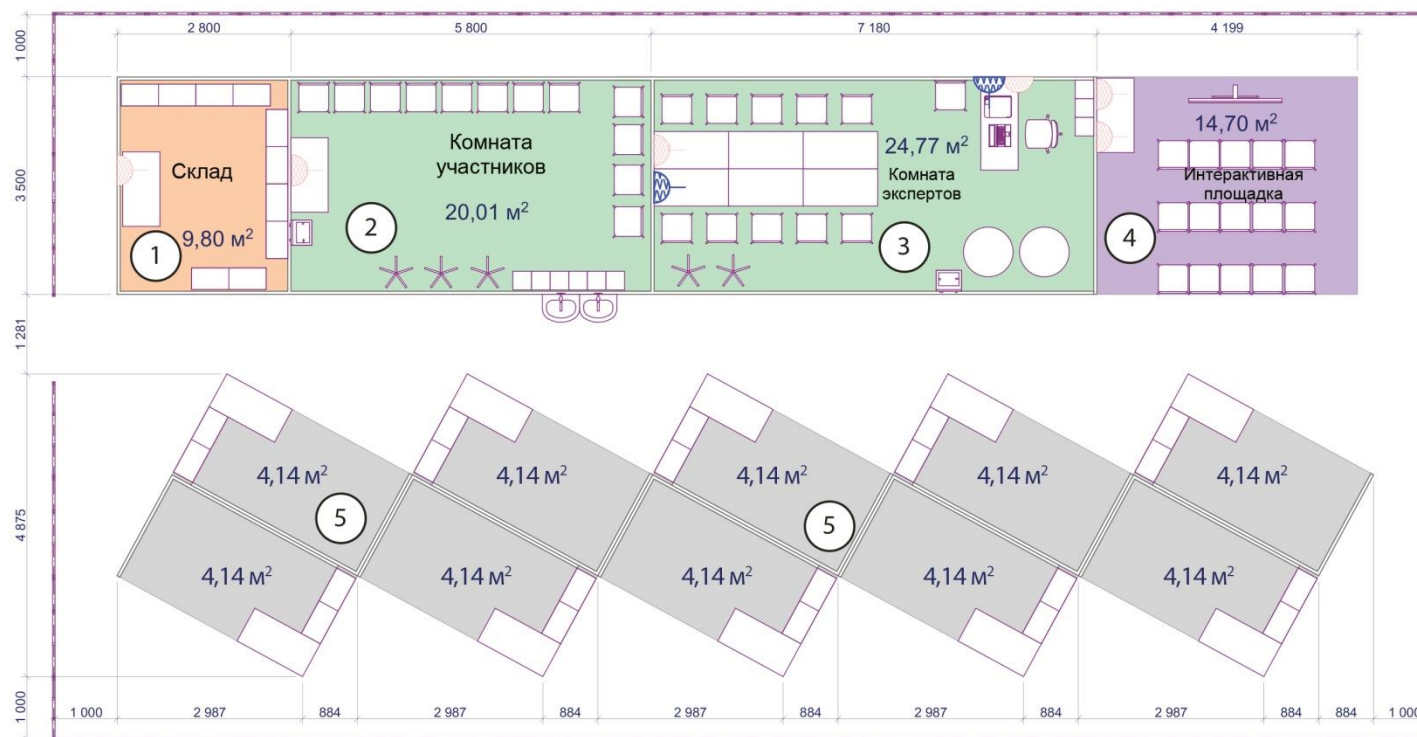 2 800
5 800
7 180
4 199
1 000
3 500
1 281
4 875
1 000
Склад
9,80 м²
1
Комната
участников
20,01 м²
2
24,77 м²
Комната
экспертов
3
14,70 м²
Интерактивная
площадка
4
4,14 м²
4,14 м²
4,14 м²
4,14 м²
4,14 м²
5
5
4,14 м²
4,14 м²
4,14 м²
4,14 м²
4,14 м²
1 000
2 987
884
2 987
884
2 987
884
2 987
884
2 987
884
884
1 000